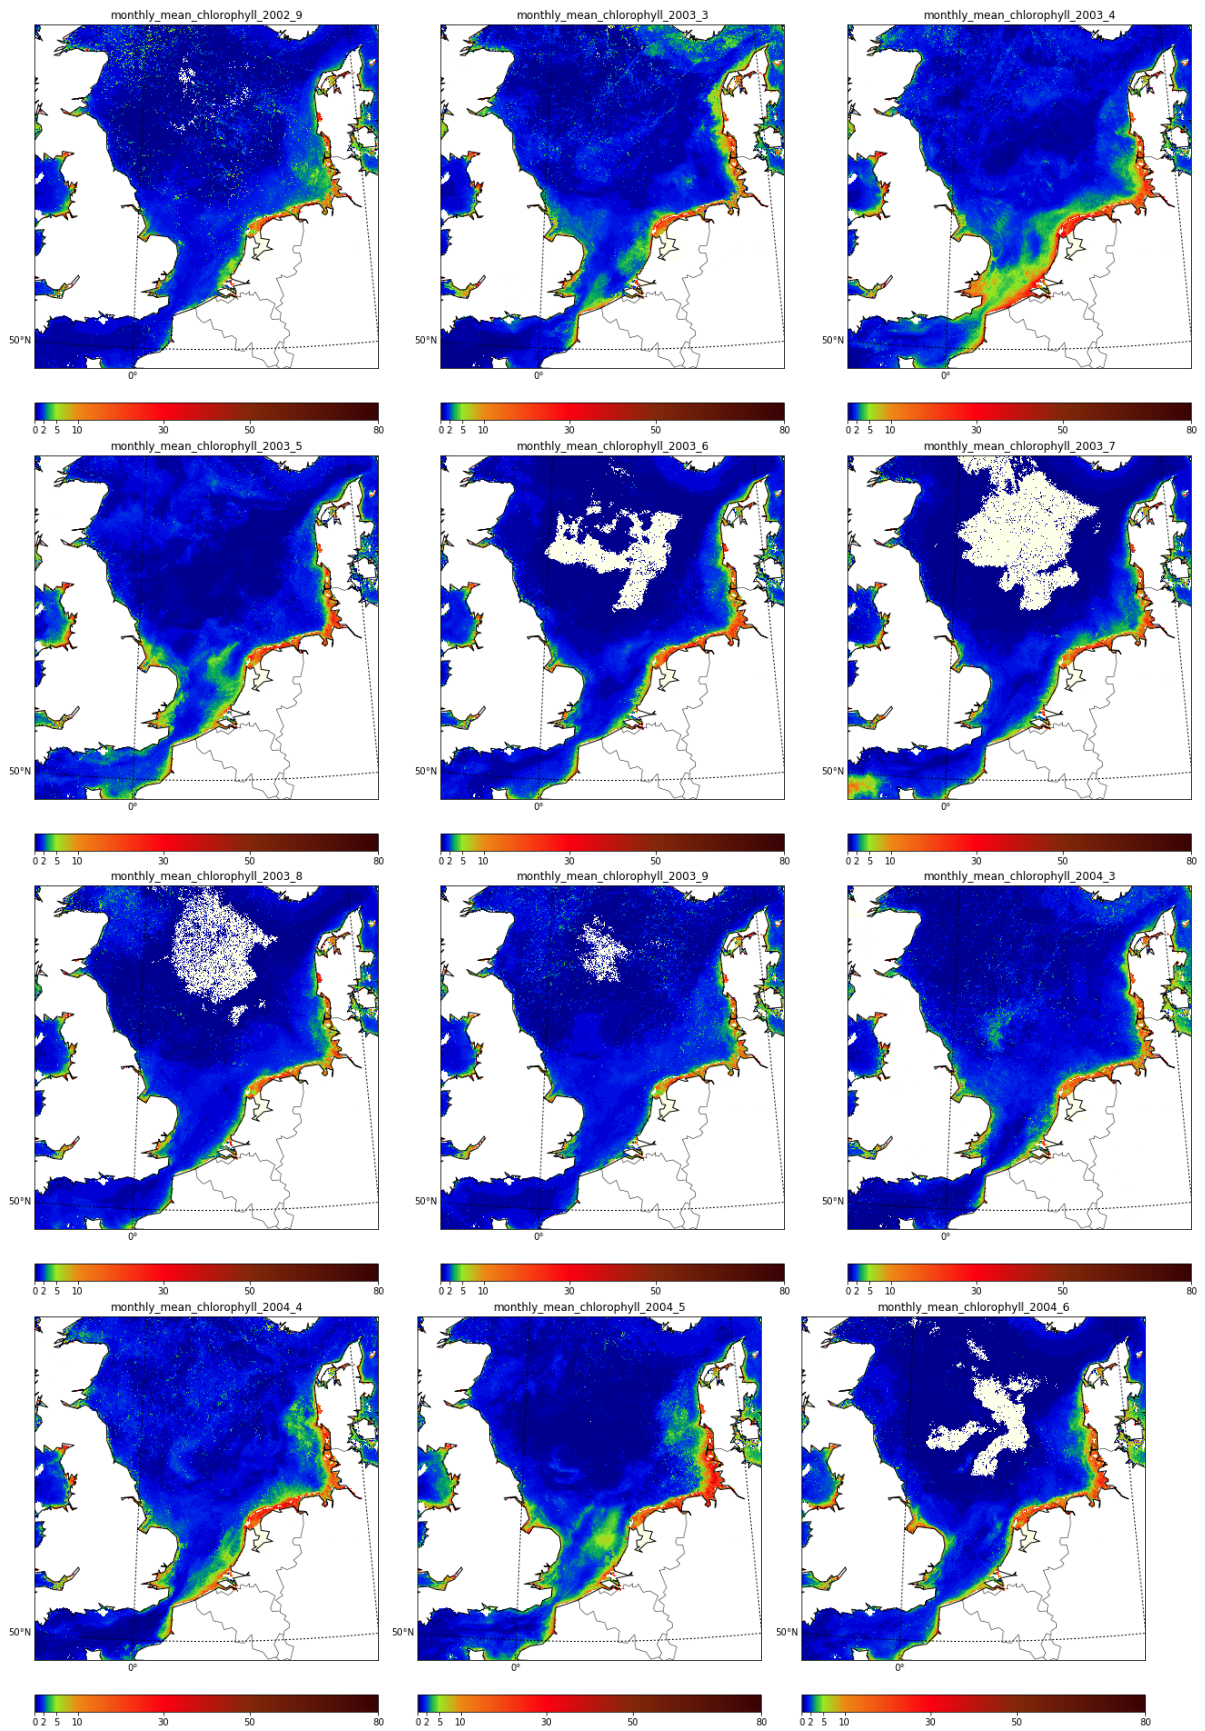 monthly_mean_chlorophyll_2002_9
monthly_mean_chlorophyll_2003_3
monthly_mean_chlorophyll_2003_4
50°N
0°
0°
0°
0 2 5 10 30 50 80
0 2 5 10 30 50 80
0 2 5 10 30 50 80
monthly_mean_chlorophyll_2003_5
monthly_mean_chlorophyll_2003_6
monthly_mean_chlorophyll_2003_7
50°N
50°N
50°N
0°
0°
0°
0 2 5 10 30 50 80
0 2 5 10 30 50 80
0 2 5 10 30 50 80
monthly_mean_chlorophyll_2003_8
monthly_mean_chlorophyll_2003_9
monthly_mean_chlorophyll_2004_3
50°N
50°N
50°N
0°
0°
0°
0 2 5 10 30 50 80
0 2 5 10 30 50 80
0 2 5 10 30 50 80
monthly_mean_chlorophyll_2004_4
monthly_mean_chlorophyll_2004_5
monthly_mean_chlorophyll_2004_6
50°N
50°N
50°N
0°
0°
0°
0 2 5 10 30 50 80
0 2 5 10 30 50 80
0 2 5 10 30 50 80